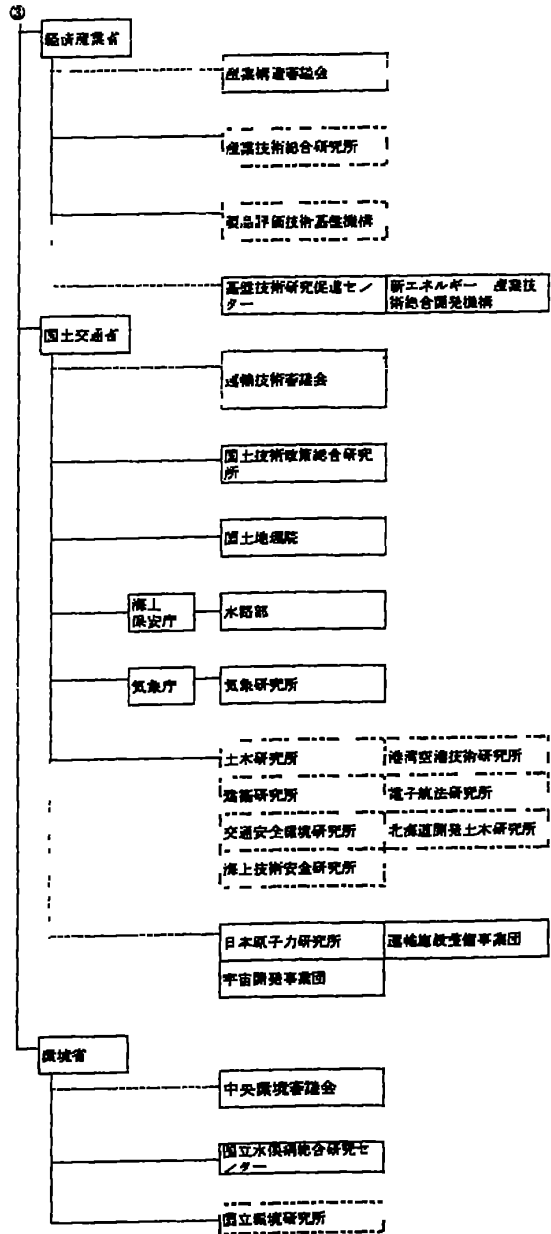 ③
経済産業省
産業構造審議会
産業技術総合研究所
製品評価技術基盤機構
基盤技術研究促進センター
ター
新エネルギー 産業技
術総合開発機構
国土交通省
運輸技術審議会
国土技術政策総合研究
所
国土地理院
海上
保安庁
水路部
気象庁
気象研究所
土木研究所
港湾空港技術研究所
建築研究所
電子航法研究所
交通安全環境研究所
北海道開発土木研究所
海上技術安全研究所
日本原子力研究所
運輸施設整備事業団
宇宙開発事業団
環境省
中央環境審議会
国立水俣病総合研究セ
ンター
国立環境研究所